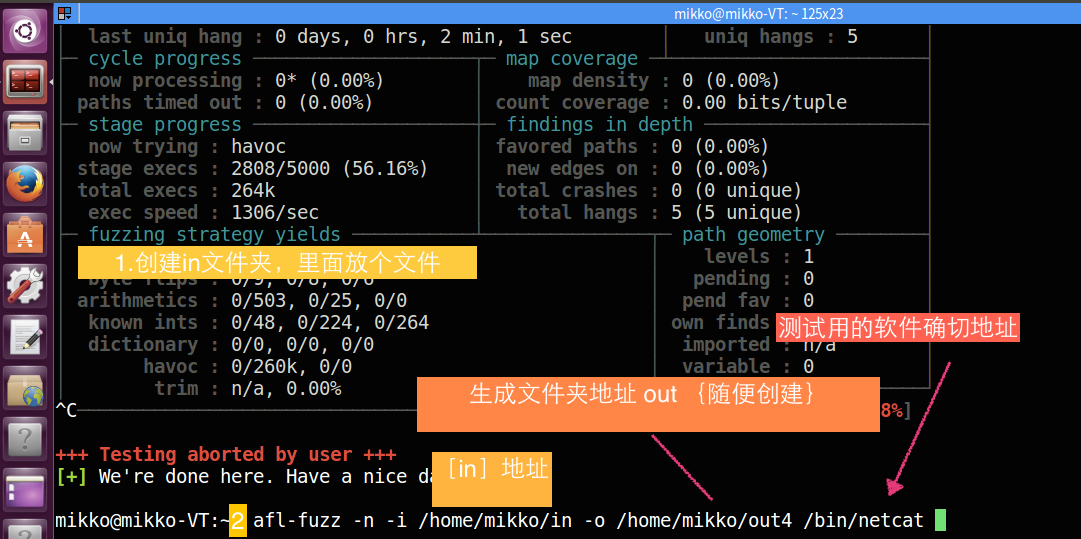 mikko@mikko-VT: ~ 125x23
last uniq hang : 0 days, 0 hrs, 2 min, 1 sec uniq hangs : 5
cycle progress map coverage
now processing : 0* (0.00%) map density : 0 (0.00%)
paths timed out : 0 (0.00%) count coverage : 0.00 bits/tuple
stage progress findings in depth
now trying : havoc favored paths : 0 (0.00%)
stage execs : 2808/5000 (56.16%) new edges on : 0 (0.00%)
total execs : 264k total crashes : 0 (0 unique)
exec speed : 1306/sec total hangs : 5 (5 unique)
fuzzing strategy yields path geometry
1.创建in文件夹，里面放个文件 levels : 1
byte flips : 0/9, 0/8, 0/0 pending : 0
arithmetics : 0/503, 0/25, 0/0 pend fav : 0
known ints : 0/48, 0/224, 0/264 own finds
测试用的软件确切地址
dictionary : 0/0, 0/0, 0/0 imported : n/a
havoc : 0/260k, 0/0 variable : 0
trim : n/a, 0.00%
生成文件夹地址 out ｛随便创建｝
^C 8%]
+++ Testing aborted by user +++
[in] 地址
[+] We're done here. Have a nice da
mikko@mikko-VT:~2 afl-fuzz -n -i /home/mikko/in -o /home/mikko/out4 /bin/netcat